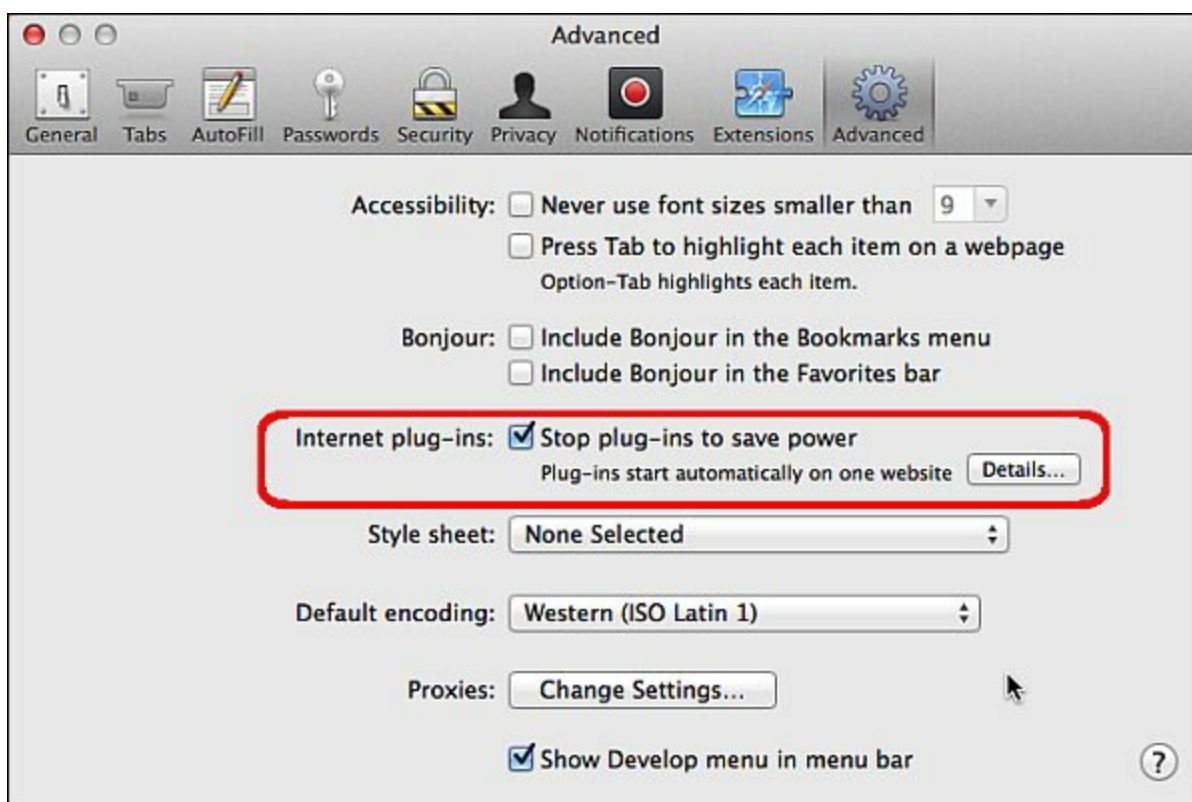 Advanced
General Tabs AutoFill Passwords Security Privacy Notifications Extensions Advanced
Accessibility: Never use font sizes smaller than 9
Press Tab to highlight each item on a webpage
Option-Tab highlights each item.
Bonjour: Include Bonjour in the Bookmarks menu
Include Bonjour in the Favorites bar
Internet plug-ins: Stop plug-ins to save power
Plug-ins start automatically on one website Details...
Style sheet: None Selected
Default encoding: Western (ISO Latin 1)
Proxies: Change Settings...
Show Develop menu in menu bar ?